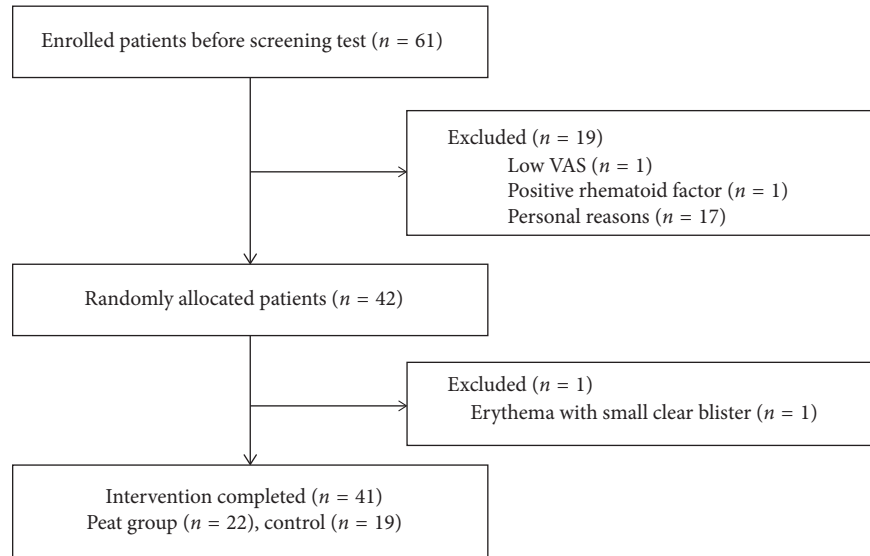 Enrolled patients before screening test (n = 61)
Excluded (n = 19)
Low VAS (n = 1)
Positive rhematoid factor (n = 1)
Personal reasons (n = 17)
Randomly allocated patients (n = 42)
Excluded (n = 1)
Erythema with small clear blister (n = 1)
Intervention completed (n = 41)
Peat group (n = 22), control (n = 19)